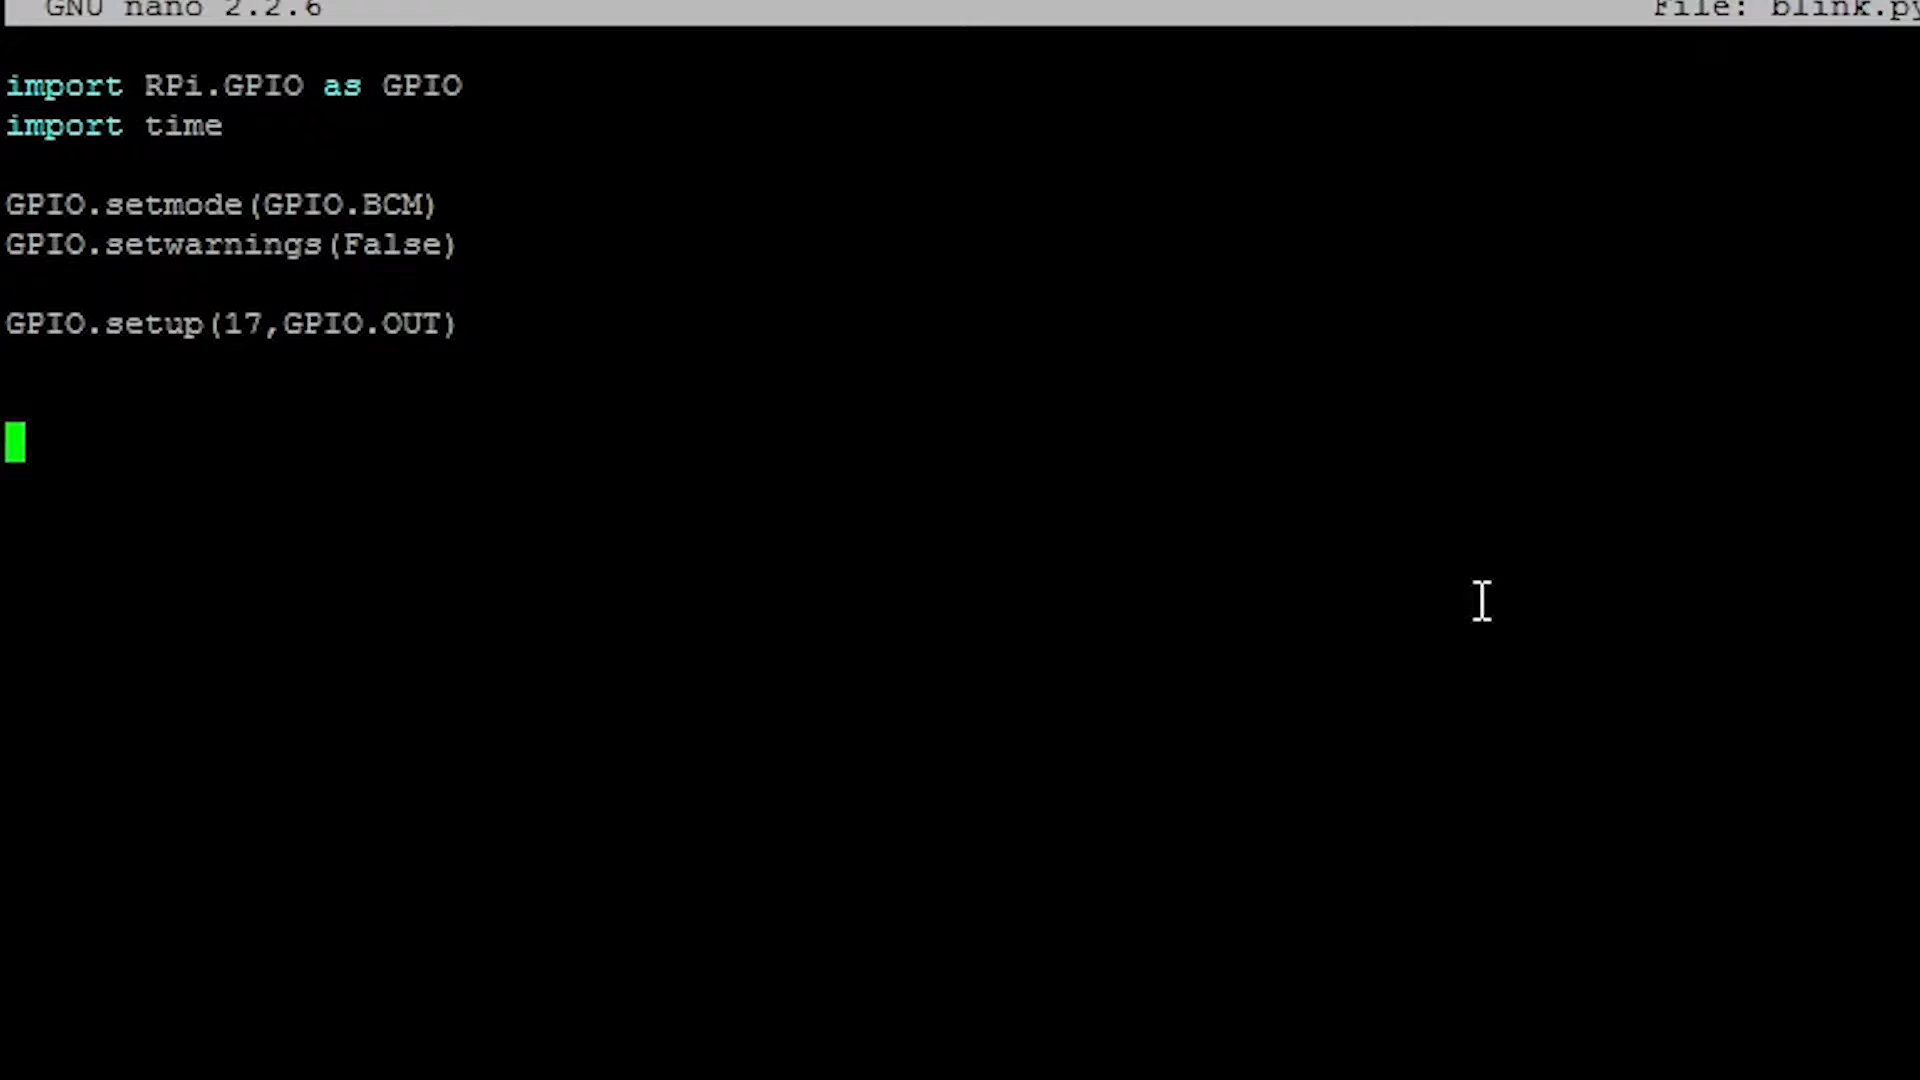 GNU nano 2.2.6 File: blink.py
import RPi.GPIO as GPIO
import time
GPIO.setmode(GPIO.BCM)
GPIO.setwarnings(False)
GPIO.setup(17,GPIO.OUT)